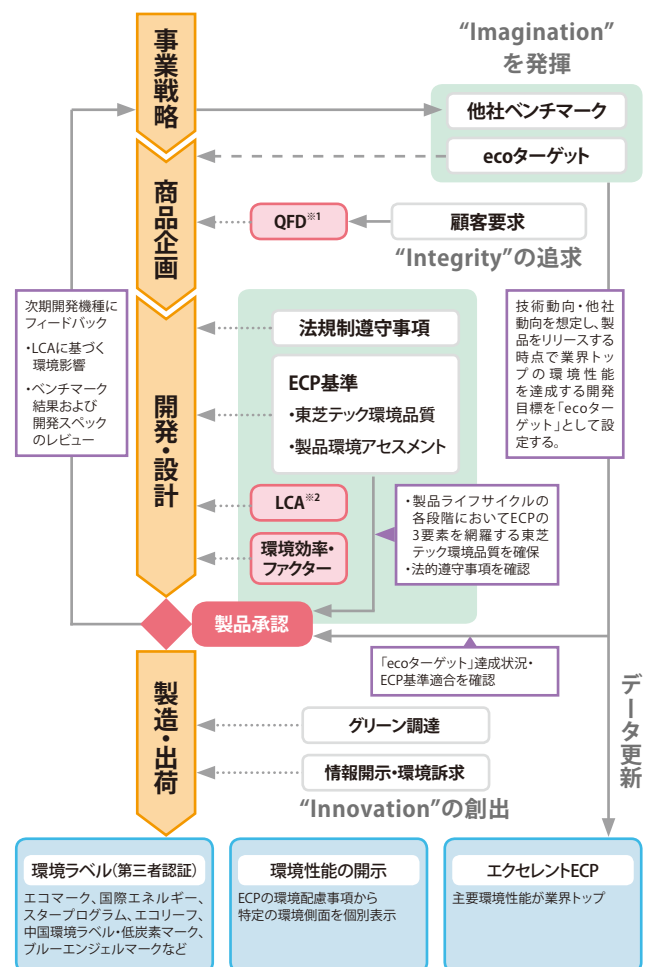 事業戦略
“Imagination”
を発揮
他社ベンチマーク
ecoターゲット
商品企画
QFD※1
顧客要求
“Integrity”の追求
次期開発機種に
フィードバック
・LCAに基づく
環境影響
・ベンチマーク
結果および
開発スペック
のレビュー
技術動向・他社
動向を想定し、製
品をリリースする
時点で業界トッ
プの環境性能
を達成する開発
目標を「ecoター
ゲット」として設
定する。
開発・設計
法規制遵守事項
ECP基準
・東芝テック環境品質
・製品環境アセスメント
LCA※2
環境効率・
ファクター
・製品ライフサイクルの
各段階においてECPの
3要素を網羅する東芝
テック環境品質を確保
・法的遵守事項を確認
製品承認
「ecoターゲット」達成状況・
ECP基準適合を確認
データ更新
製造・出荷
グリーン調達
情報開示・環境訴求
“Innovation”の創出
環境ラベル(第三者認証)
エコマーク、国際エネルギー、
スタープログラム、エコリーフ、
中国環境ラベル・低炭素マーク、
ブルーエンジェルマークなど
環境性能の開示
ECPの環境配慮事項から
特定の環境側面を個別表示
エクセレントECP
主要環境性能が業界トップ